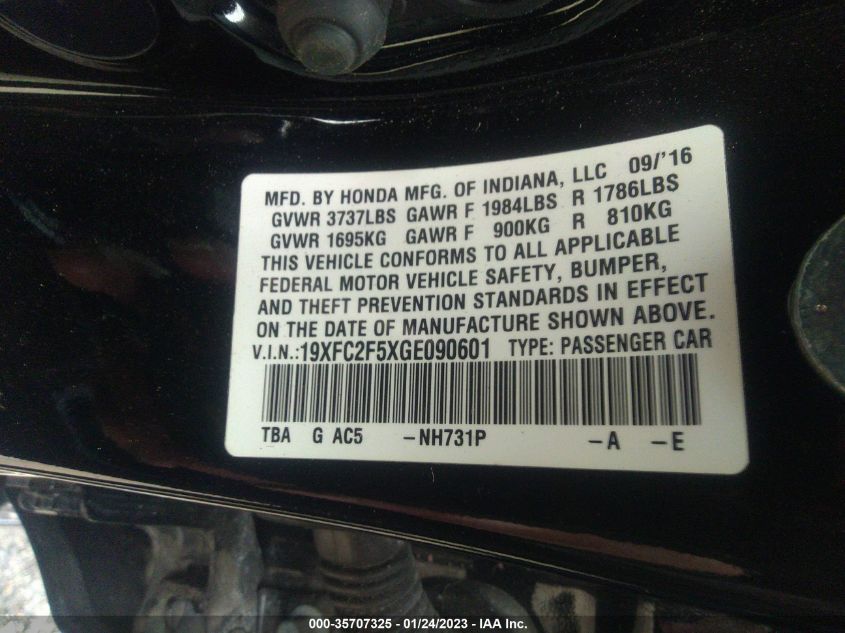 MFD. BY HONDA MFG. OF INDIANA, LLC 09/'16
GVWR 3737LBS GAWR F 1984LBS R 1786LBS
GVWR 1695KG GAWR F 900KG R 810KG
THIS VEHICLE CONFORMS TO ALL APPLICABLE
FEDERAL MOTOR VEHICLE SAFETY, BUMPER,
AND THEFT PREVENTION STANDARDS IN EFFECT
ON THE DATE OF MANUFACTURE SHOWN ABOVE.
V.I.N.:19XFC2F5XGE090601 TYPE: PASSENGER CAR
TBA G AC5 –NH731P –A –E
000-35707325 - 01/24/2023 - IAA Inc.